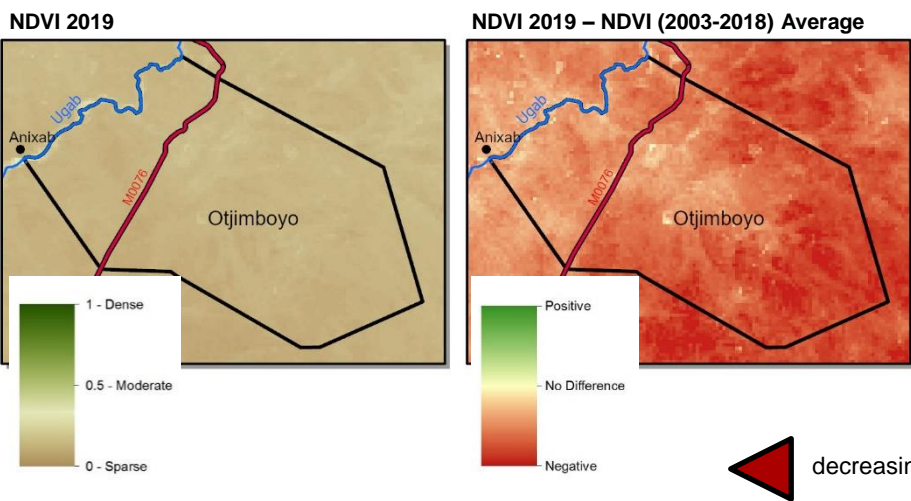 NDVI 2019
NDVI 2019 – NDVI (2003-2018) Average
Ugab
Anixab
M0076
Otjimboyo
1 - Dense
0.5 - Moderate
0 - Sparse
Ugab
Anixab
M0076
Otjimboyo
Positive
No Difference
Negative
decreasin